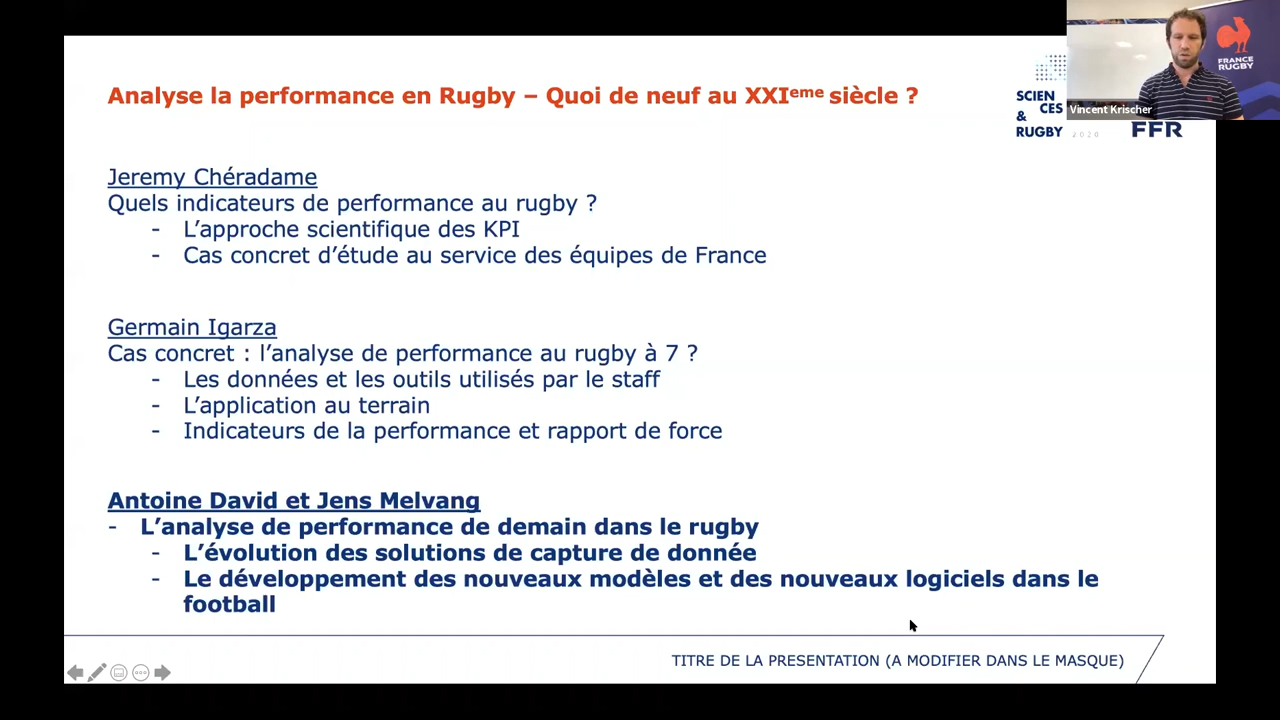 Analyse la performance en Rugby – Quoi de neuf au XXIeme siècle ?
SCIEN
CES
&
RUGBY
2020
FFR
FRANCE
RUGBY
Vincent Krischer
Jeremy Chéradame
Quels indicateurs de performance au rugby ?
- L'approche scientifique des KPI
- Cas concret d'étude au service des équipes de France
Germain Igarza
Cas concret : l'analyse de performance au rugby à 7 ?
- Les données et les outils utilisés par le staff
- L'application au terrain
- Indicateurs de la performance et rapport de force
Antoine David et Jens Melvang
- L'analyse de performance de demain dans le rugby
- L'évolution des solutions de capture de donnée
- Le développement des nouveaux modèles et des nouveaux logiciels dans le
football
TITRE DE LA PRESENTATION (A MODIFIER DANS LE MASQUE)